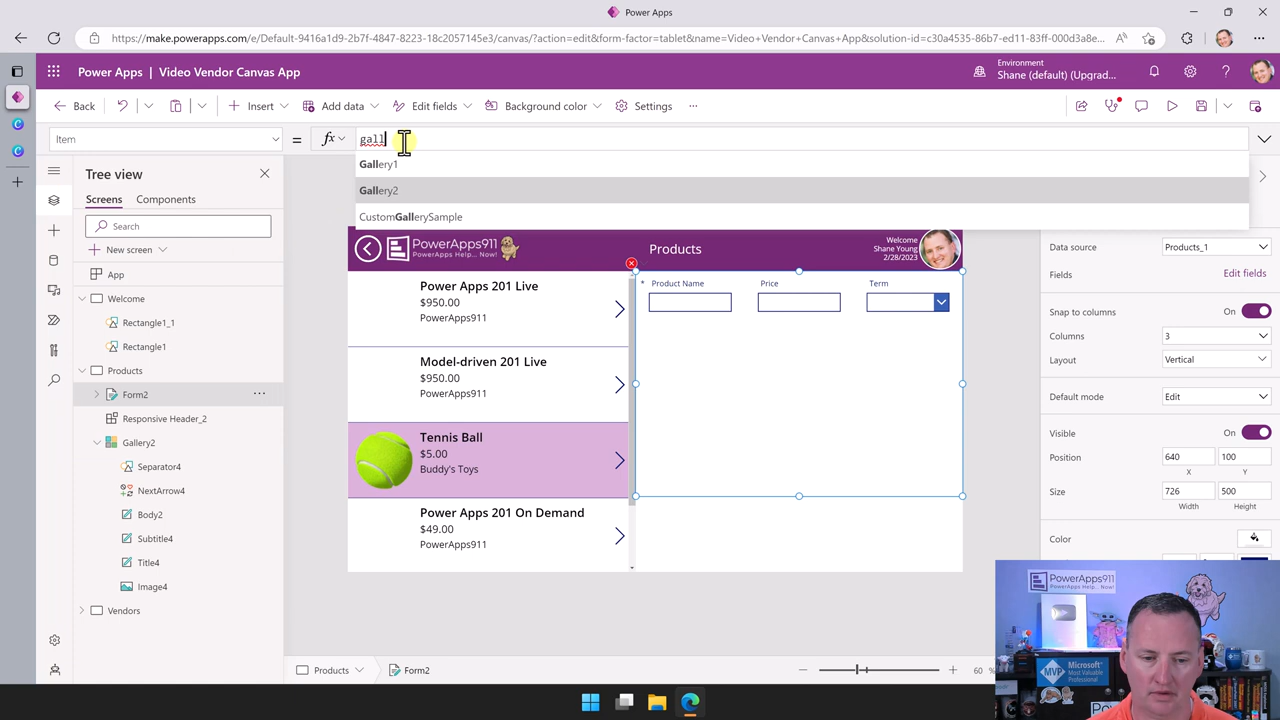 Power Apps
https://make.powerapps.com/e/Default-9416a1d9-2b7f-4847-8223-18c2057145e3/canvas/?action=edit&form-factor=tablet&name=Video+Vendor+Canvas+App&solution-id=c30a4535-86b7-ed11-83ff-000d3a8e...
Power Apps | Video Vendor Canvas App
Environment
Shane (default) (Upgrad...
Back
Insert
Add data
Edit fields
Background color
Settings
Item
=
fx
gall
Gallery1
Gallery2
CustomGallerySample
Tree view
Screens
Components
Search
New screen
App
Welcome
Rectangle1_1
Rectangle1
Products
Form2
Responsive Header_2
Gallery2
Separator4
NextArrow4
Body2
Subtitle4
Title4
Image4
Vendors
PowerApps911
PowerApps Help... Now!
Products
Welcome
Shane Young
2/28/2023
Power Apps 201 Live
$950.00
PowerApps911
Model-driven 201 Live
$950.00
PowerApps911
Tennis Ball
$5.00
Buddy's Toys
Power Apps 201 On Demand
$49.00
PowerApps911
* Product Name
Price
Term
Data source
Products_1
Fields
Edit fields
Snap to columns
On
Columns
3
Layout
Vertical
Default mode
Edit
Visible
On
Position
640
100
X
Y
Size
726
500
Width
Height
Color
Products
Form2
60 %
PowerApps911
PowerApps Help... Now!
MVP
Microsoft®
Most Valuable
Professional